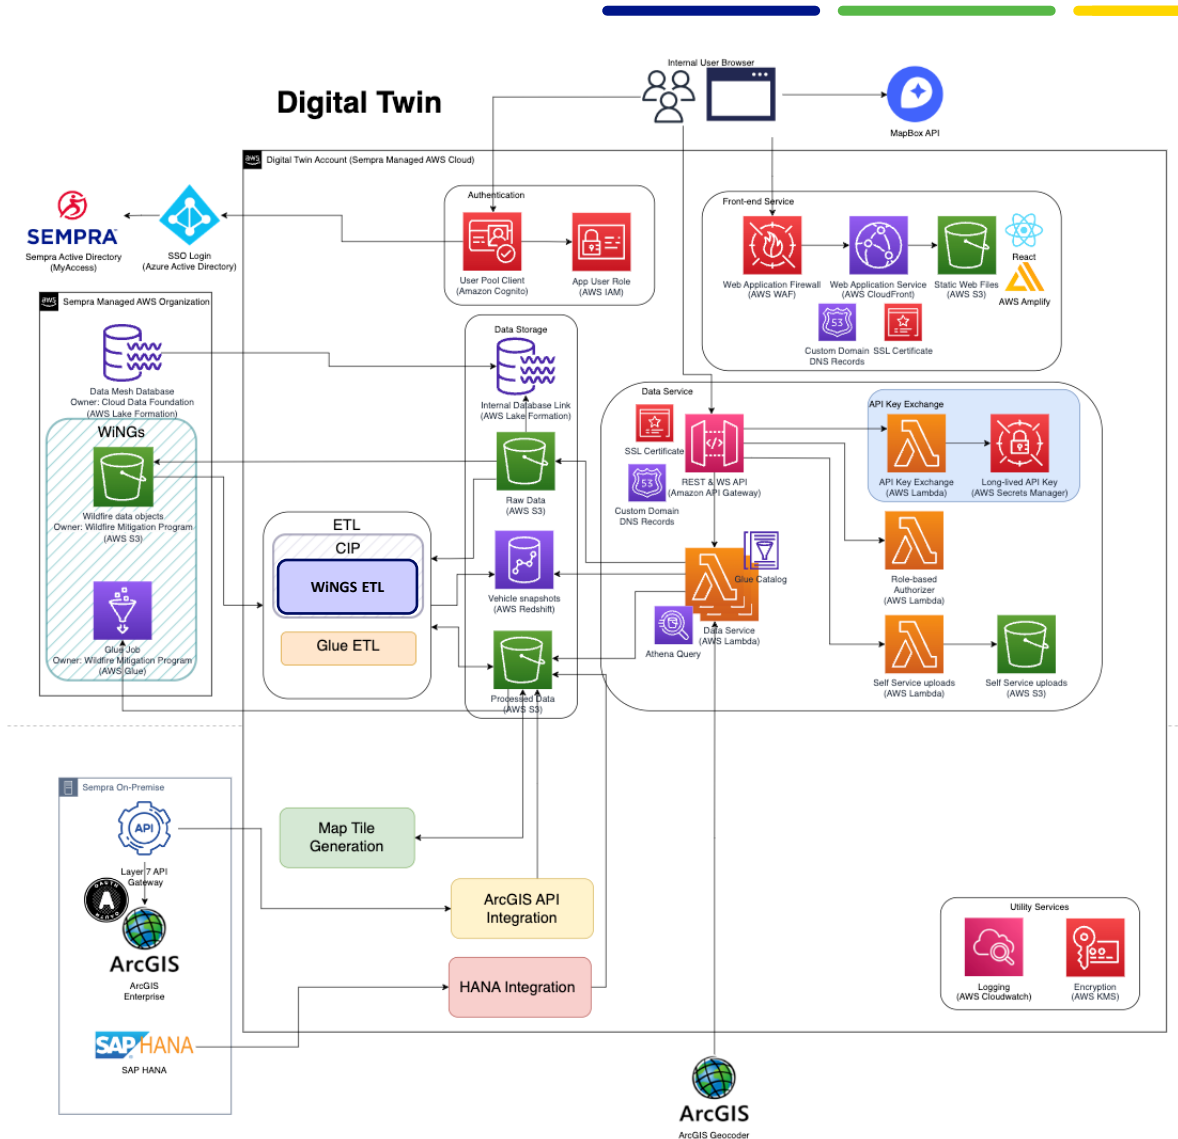 Internal User Browser
Digital Twin
MapBox API
aws
Digital Twin Account (Sempra Managed AWS Cloud)
Authentication
Front-end Service
SEMPRA
Sempra Active Directory
(MyAccess)
SSO Login
(Azure Active Directory)
User Pool Client
(Amazon Cognito)
App User Role
(AWS IAM)
Web Application Firewall
(AWS WAF)
Web Application Service
(AWS CloudFront)
Static Web Files
(AWS S3)
React
AWS Amplify
53
Custom Domain
DNS Records
SSL Certificate
aws
Sempra Managed AWS Organization
Data Mesh Database
Owner: Cloud Data Foundation
(AWS Lake Formation)
Data Storage
Internal Database Link
(AWS Lake Formation)
Data Service
SSL Certificate
53
Custom Domain
DNS Records
REST & WS API
(Amazon API Gateway)
API Key Exchange
API Key Exchange
(AWS Lambda)
Long-lived API Key
(AWS Secrets Manager)
WiNGs
Wildfire data objects
Owner: Wildfire Mitigation Program
(AWS S3)
Glue Job
Owner: Wildfire Mitigation Program
(AWS Glue)
ETL
CIP
WiNGS ETL
Glue ETL
Raw Data
(AWS S3)
Vehicle snapshots
(AWS Redshift)
Processed Data
(AWS S3)
Glue Catalog
Data Service
(AWS Lambda)
Athena Query
Role-based
Authorizer
(AWS Lambda)
Self Service uploads
(AWS Lambda)
Self Service uploads
(AWS S3)
Sempra On-Premise
API
Layer 7 API
Gateway
OAUTH
A
ArcGIS
ArcGIS
Enterprise
SAP HANA
SAP HANA
Map Tile
Generation
ArcGIS API
Integration
HANA Integration
Utility Services
Logging
(AWS Cloudwatch)
Encryption
(AWS KMS)
ArcGIS
ArcGIS Geocoder